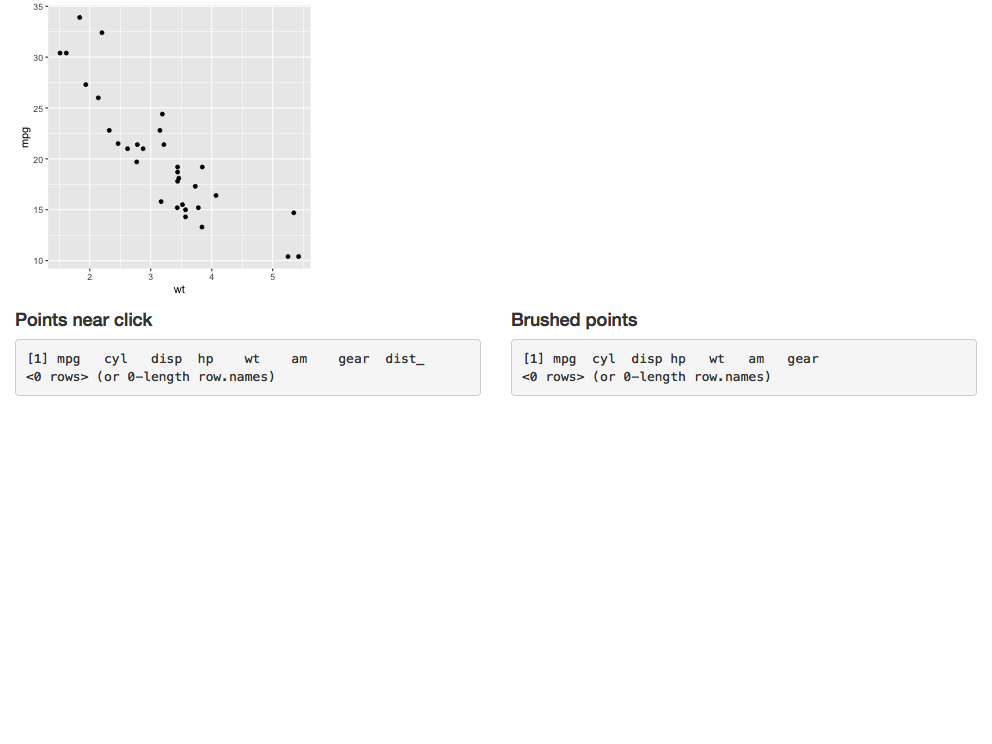 35
30
25
20
15
10
mpg
2 3 4 5
wt
Points near click
[1] mpg   cyl   disp  hp    wt    am    gear  dist_
<0 rows> (or 0-length row.names)
Brushed points
[1] mpg  cyl  disp hp   wt   am   gear
<0 rows> (or 0-length row.names)